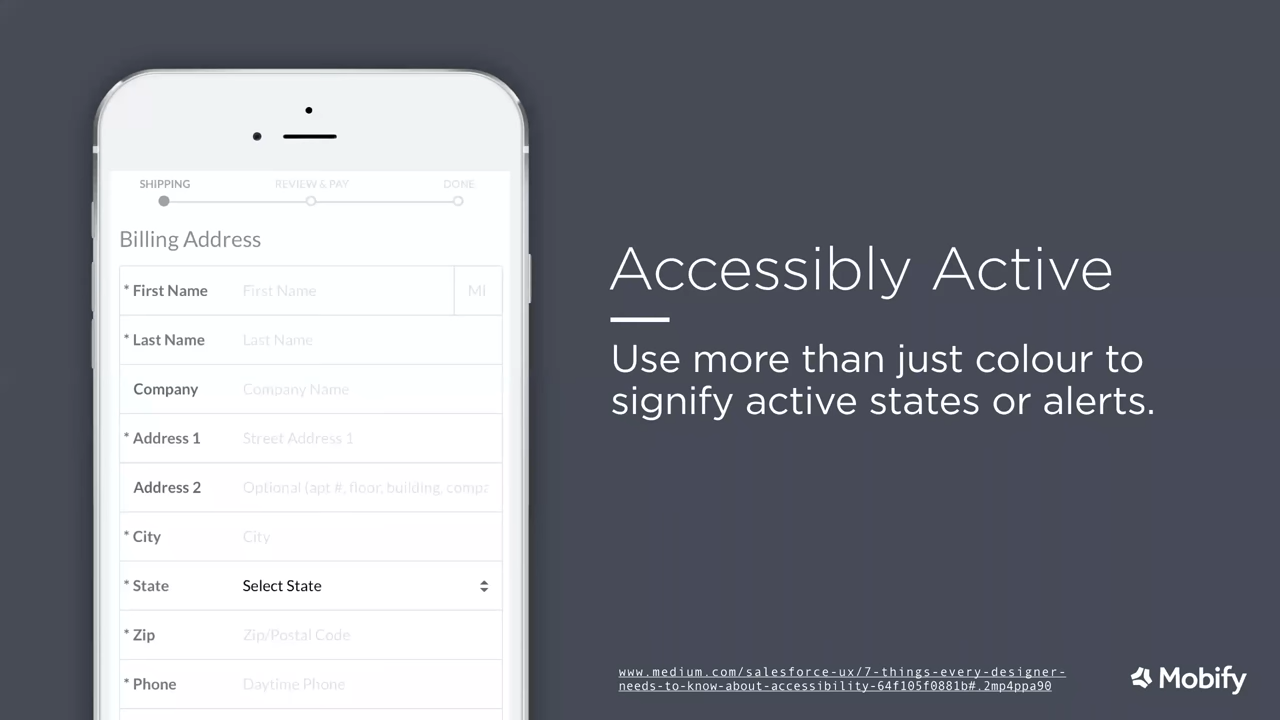 SHIPPING REVIEW & PAY DONE
Billing Address
* First Name First Name MI
* Last Name Last Name
Company Company Name
* Address 1 Street Address 1
Address 2 Optional (apt #, floor, building, compa
* City City
* State Select State
* Zip Zip/Postal Code
* Phone Daytime Phone
Accessibly Active
Use more than just colour to
signify active states or alerts.
www.medium.com/salesforce-ux/7-things-every-designer-
needs-to-know-about-accessibility-64f105f0881b#.2mp4ppa90
Mobify